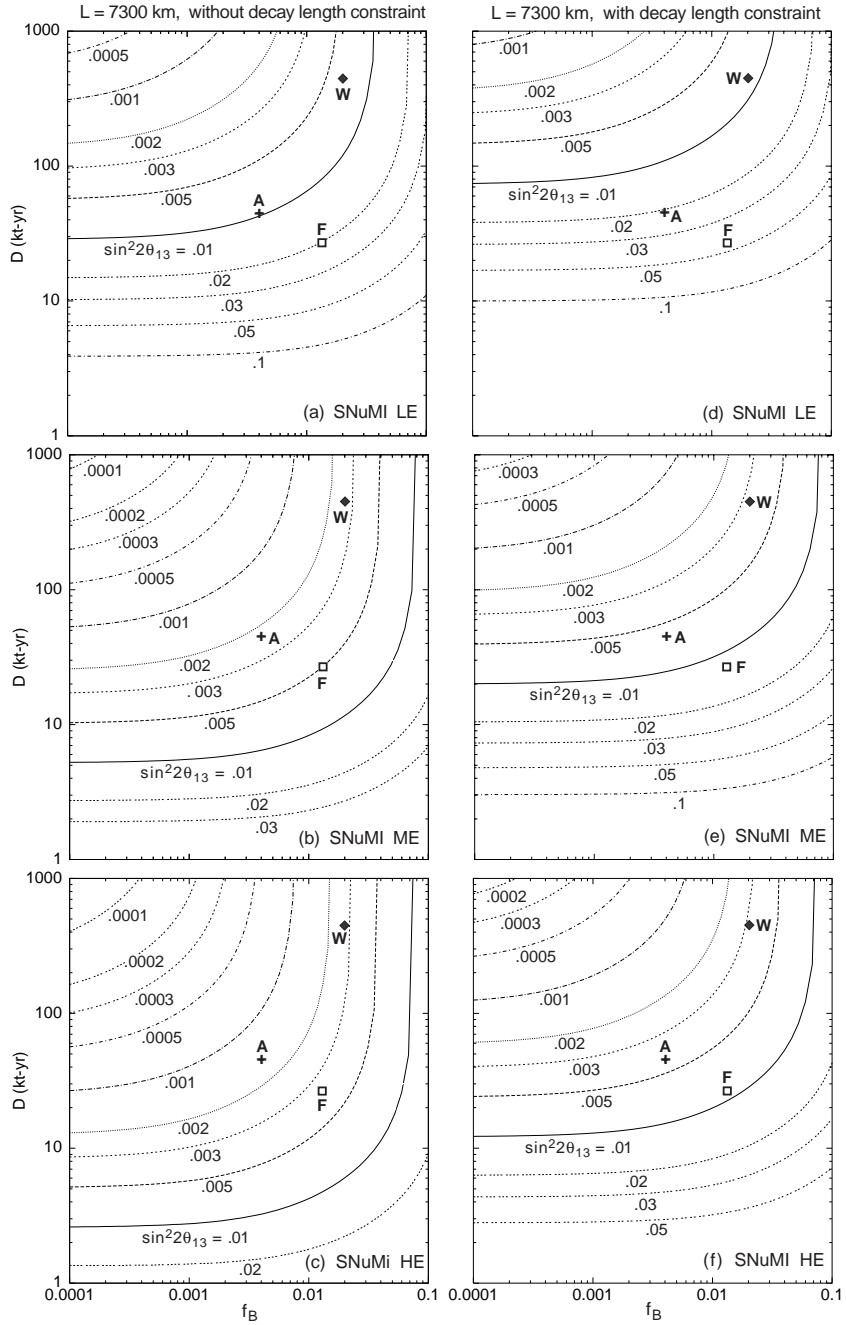 L = 7300 km, without decay length constraint
1000
100
10
1
D (kt-yr)
.0005
.001
.002
.003
.005
sin²2θ₁₃ = .01
.02
.03
.05
.1
W
A
F
(a) SNuMI LE
L = 7300 km, with decay length constraint
.001
.002
.003
.005
sin²2θ₁₃ = .01
.02
.03
.05
.1
W
A
F
(d) SNuMI LE
1000
100
10
1
D (kt-yr)
.0001
.0002
.0003
.0005
.001
.002
.003
.005
sin²2θ₁₃ = .01
.02
.03
W
A
F
(b) SNuMI ME
.0003
.0005
.001
.002
.003
.005
sin²2θ₁₃ = .01
.02
.03
.05
.1
W
A
F
(e) SNuMI ME
1000
100
10
1
D (kt-yr)
.0001
.0002
.0003
.0005
.001
.002
.003
.005
sin²2θ₁₃ = .01
.02
W
A
F
(c) SNuMi HE
0.0001
0.001
0.01
0.1
f_B
.0002
.0003
.0005
.001
.002
.003
.005
sin²2θ₁₃ = .01
.02
.03
.05
W
A
F
(f) SNuMI HE
0.0001
0.001
0.01
0.1
f_B